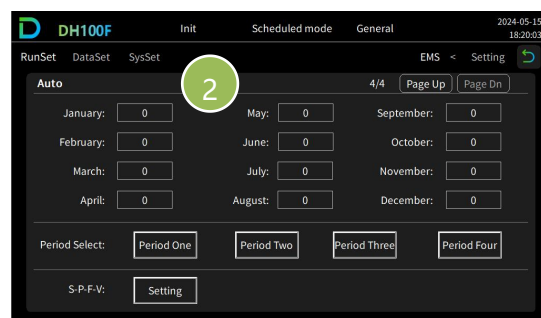 DH100F Init Scheduled mode General 2024-05-15
18:20:03
RunSet DataSet SysSet EMS < Setting
Auto 2 4/4 Page Up Page Dn
January: 0 May: 0 September: 0
February: 0 June: 0 October: 0
March: 0 July: 0 November: 0
April: 0 August: 0 December: 0
Period Select: Period One Period Two Period Three Period Four
S-P-F-V: Setting